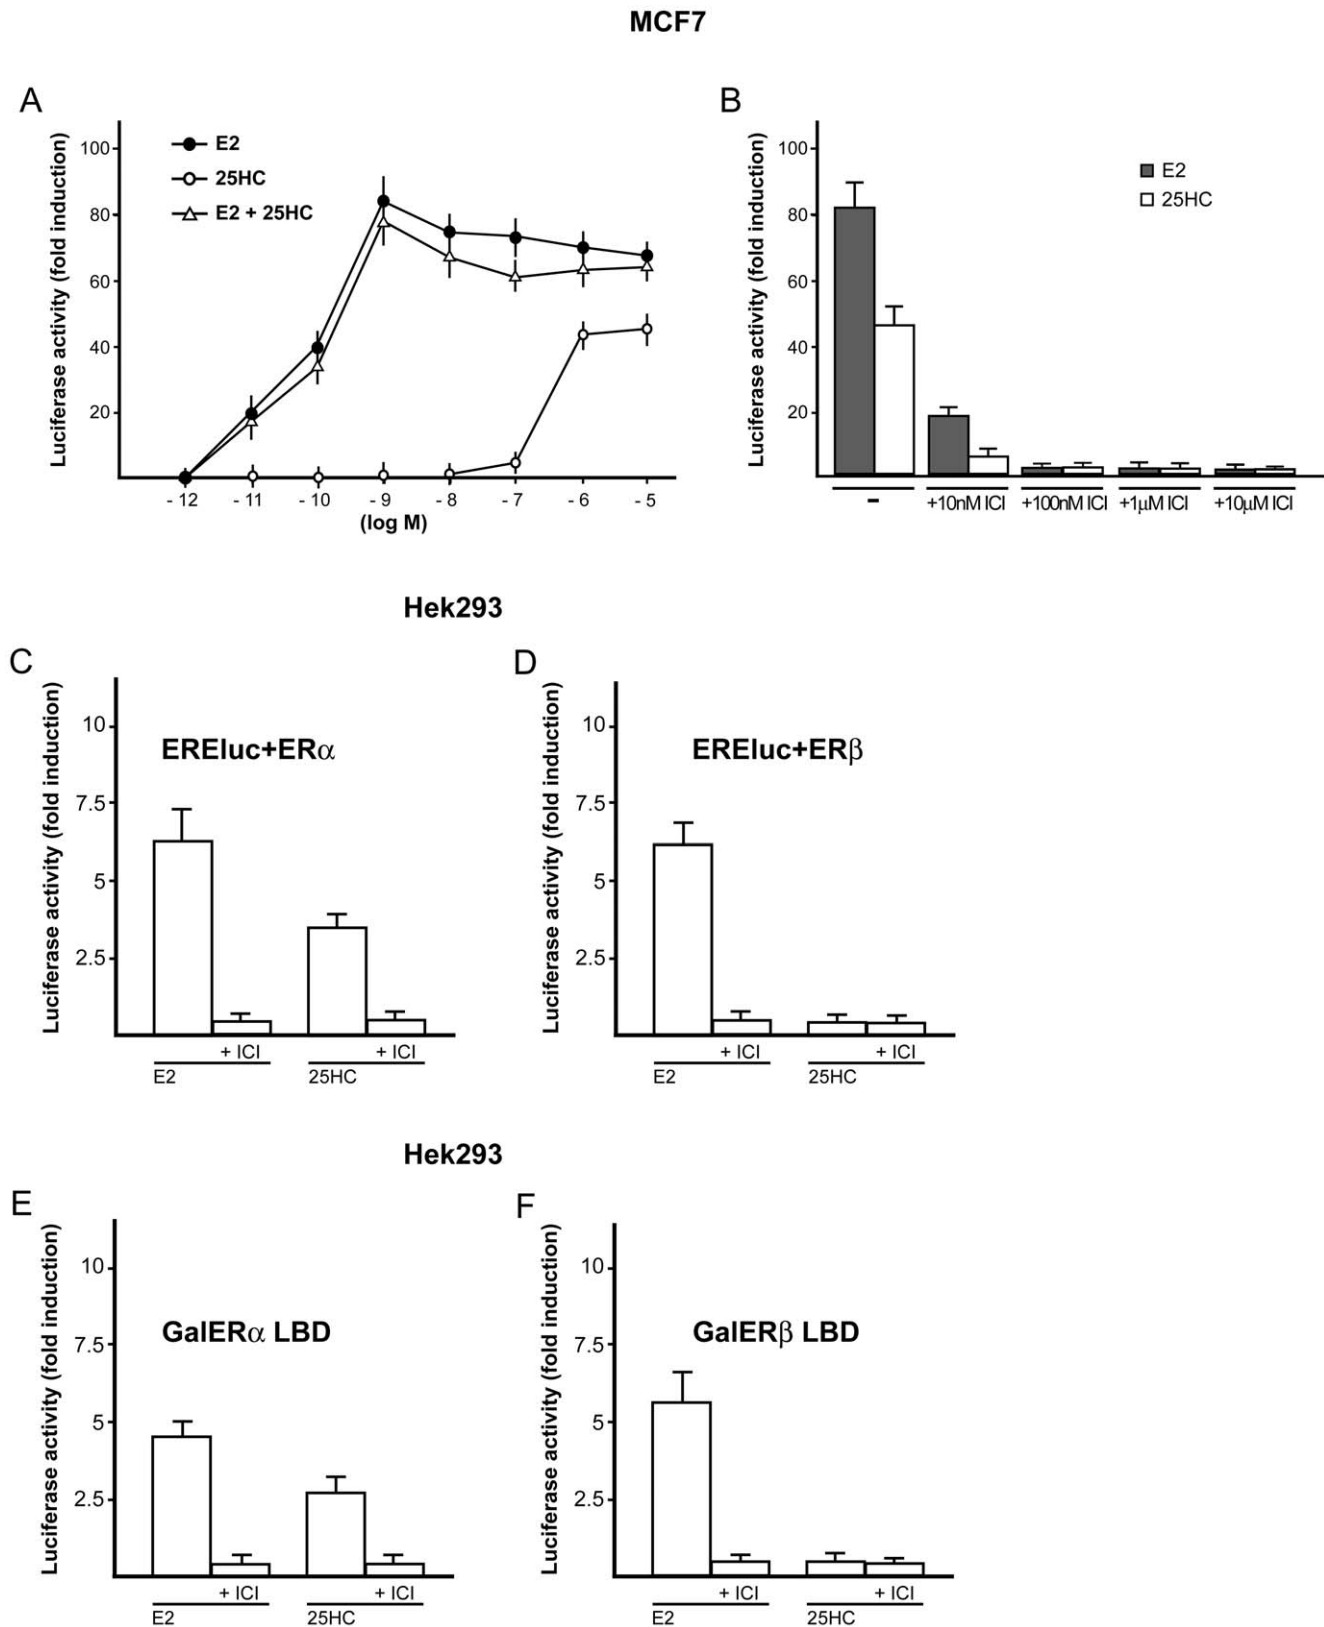 MCF7
A
Luciferase activity (fold induction)
100
80
60
40
20
E2
25HC
E2 + 25HC
- 12 - 11 - 10 - 9 - 8 - 7 - 6 - 5
(log M)
B
Luciferase activity (fold induction)
100
80
60
40
20
E2
25HC
- +10nM ICI +100nM ICI +1μM ICI +10μM ICI
Hek293
C
Luciferase activity (fold induction)
10
7.5
5
2.5
EREluc+ERα
+ ICI + ICI
E2 25HC
D
Luciferase activity (fold induction)
10
7.5
5
2.5
EREluc+ERβ
+ ICI + ICI
E2 25HC
Hek293
E
Luciferase activity (fold induction)
10
7.5
5
2.5
GalERα LBD
+ ICI + ICI
E2 25HC
F
Luciferase activity (fold induction)
10
7.5
5
2.5
GalERβ LBD
+ ICI + ICI
E2 25HC